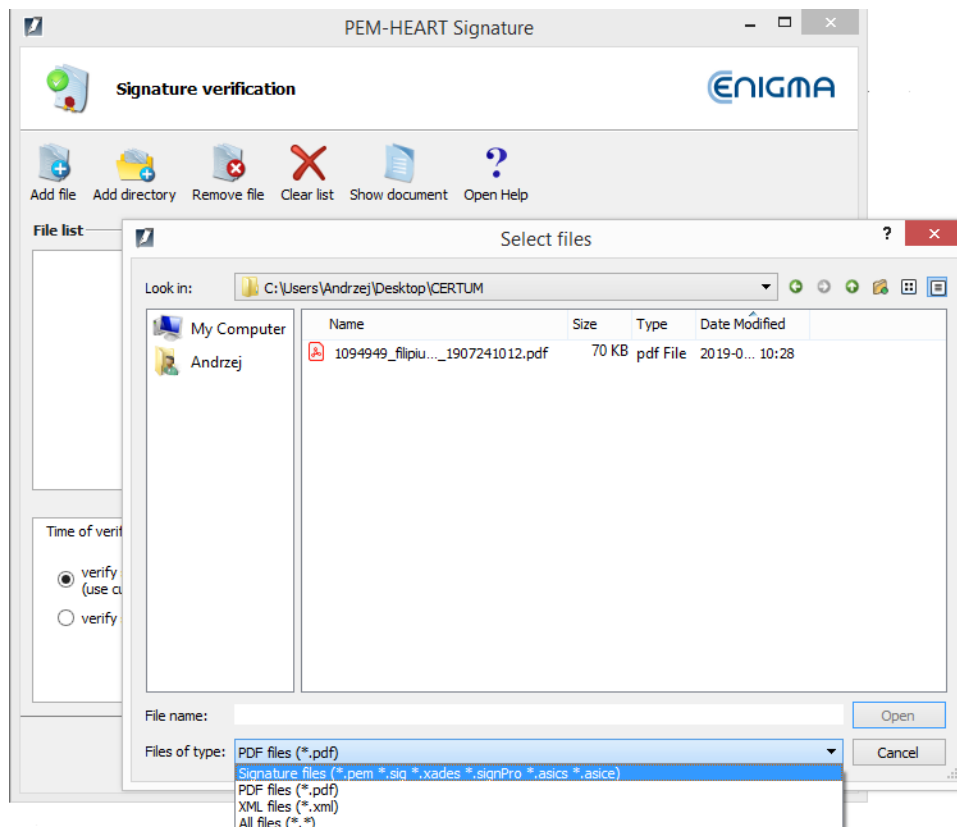 PEM-HEART Signature
Signature verification
ENIGMA
Add file Add directory Remove file Clear list Show document Open Help
File list
Select files
Look in: C:\Users\Andrzej\Desktop\CERTUM
My Computer
Andrzej
Name Size Type Date Modified
1094949_filipiu..._1907241012.pdf 70 KB pdf File 2019-0... 10:28
Time of verif
verify
(use cu
verify
File name: Open
Files of type: PDF files (*.pdf) Cancel
Signature files (*.pem *.sig *.xades *.signPro *.asics *.asice)
PDF files (*.pdf)
XML files (*.xml)
All files (*.*)